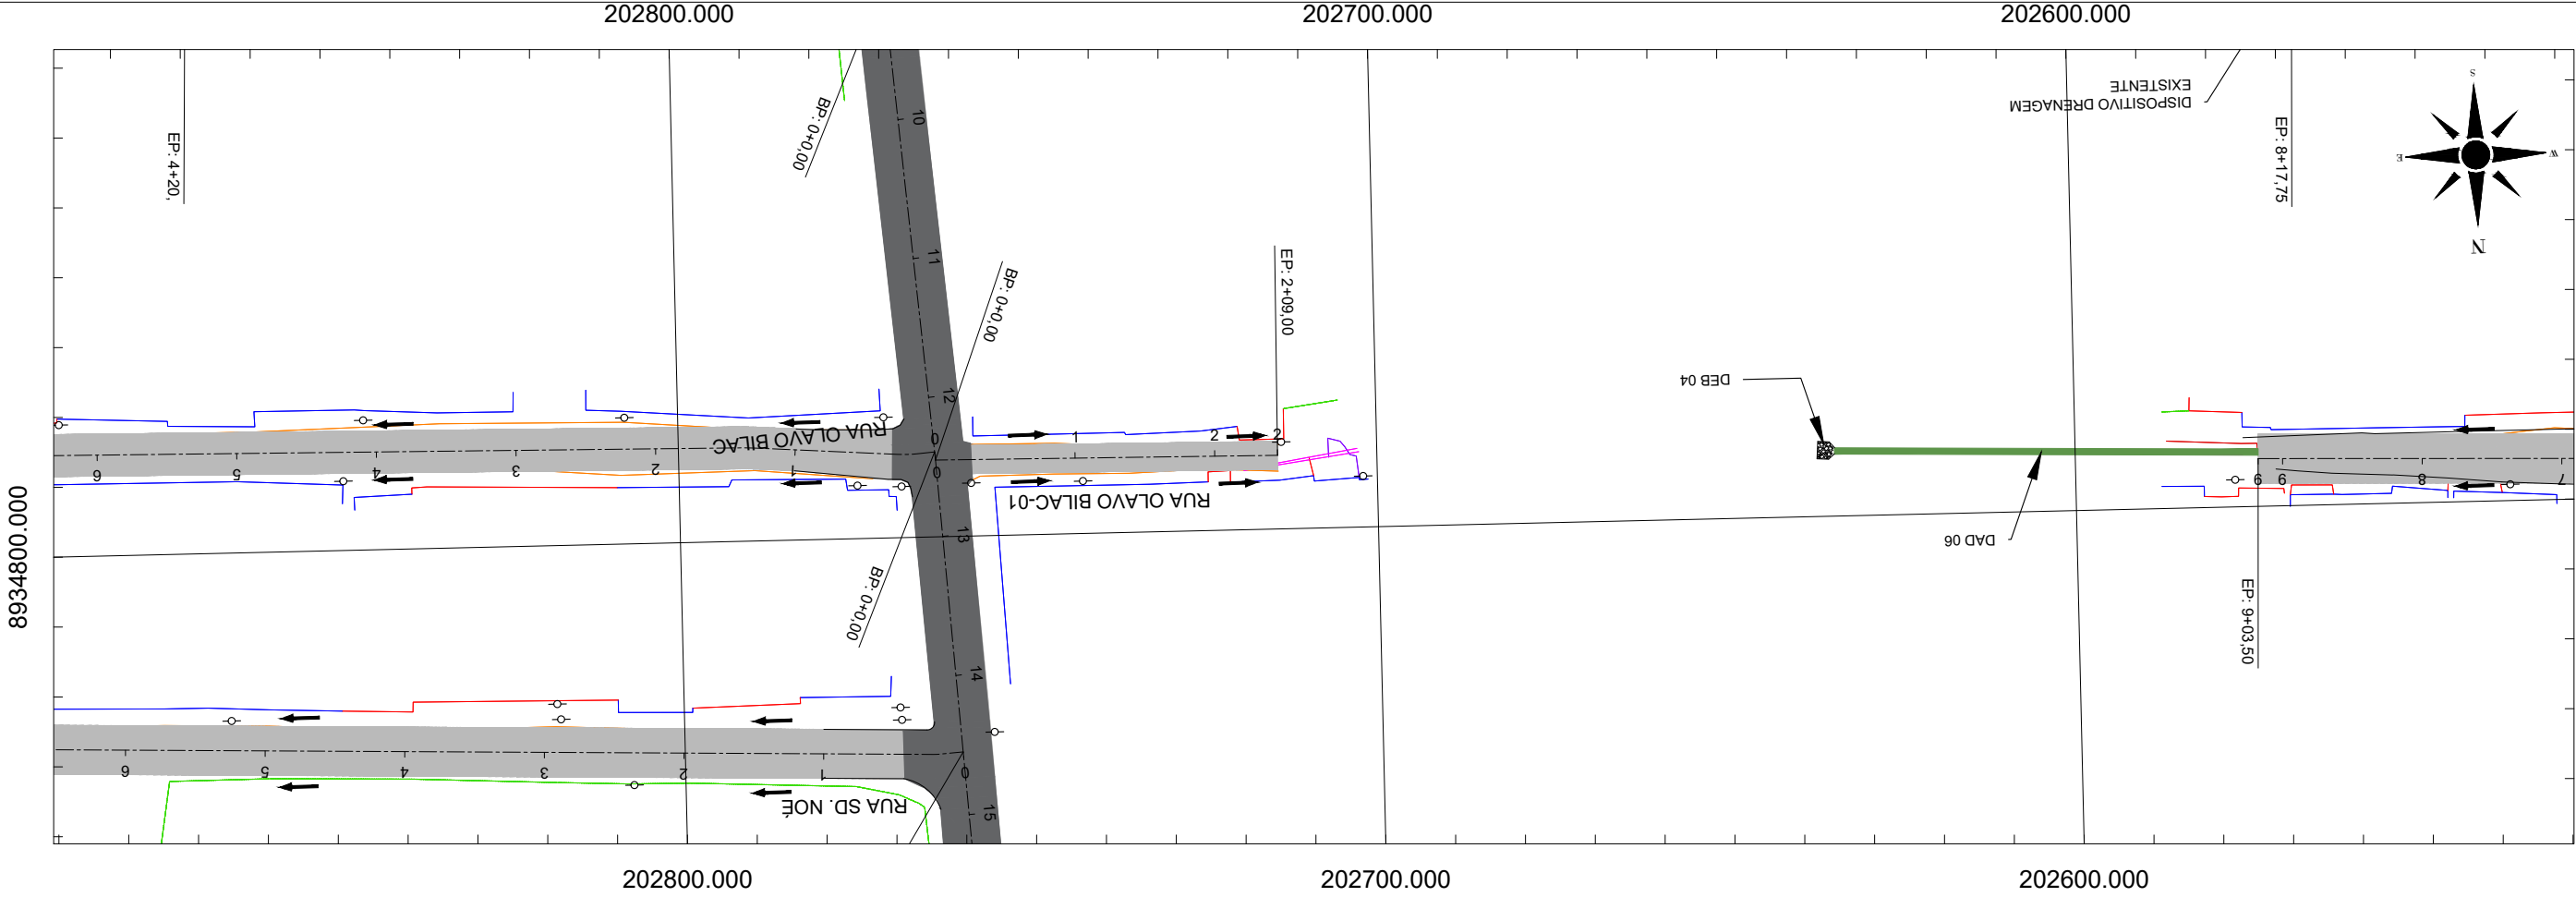 202800.000
202700.000
202600.000
S
E
W
N
EP: 4+20,
BP: 0+0,00
BP: 0+0,00
BP: 0+0,00
EP: 2+09,00
DISPOSITIVO DRENAGEM
EXISTENTE
EP: 8+17,75
DEB 04
DAD 06
EP: 9+03,50
10
11
12
13
14
15
RUA OLAVO BILAC
6
5
4
3
2
1
0
0
1
2
2
RUA OLAVO BILAC-01
9
9
8
7
6
5
4
3
2
1
0
RUA SD. NOÉ
8934800.000
202800.000
202700.000
202600.000